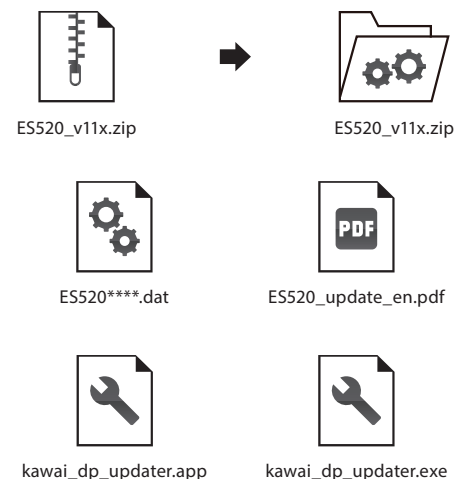 ES520_v11x.zip
ES520_v11x.zip
PDF
ES520****.dat
ES520_update_en.pdf
kawai_dp_updater.app
kawai_dp_updater.exe